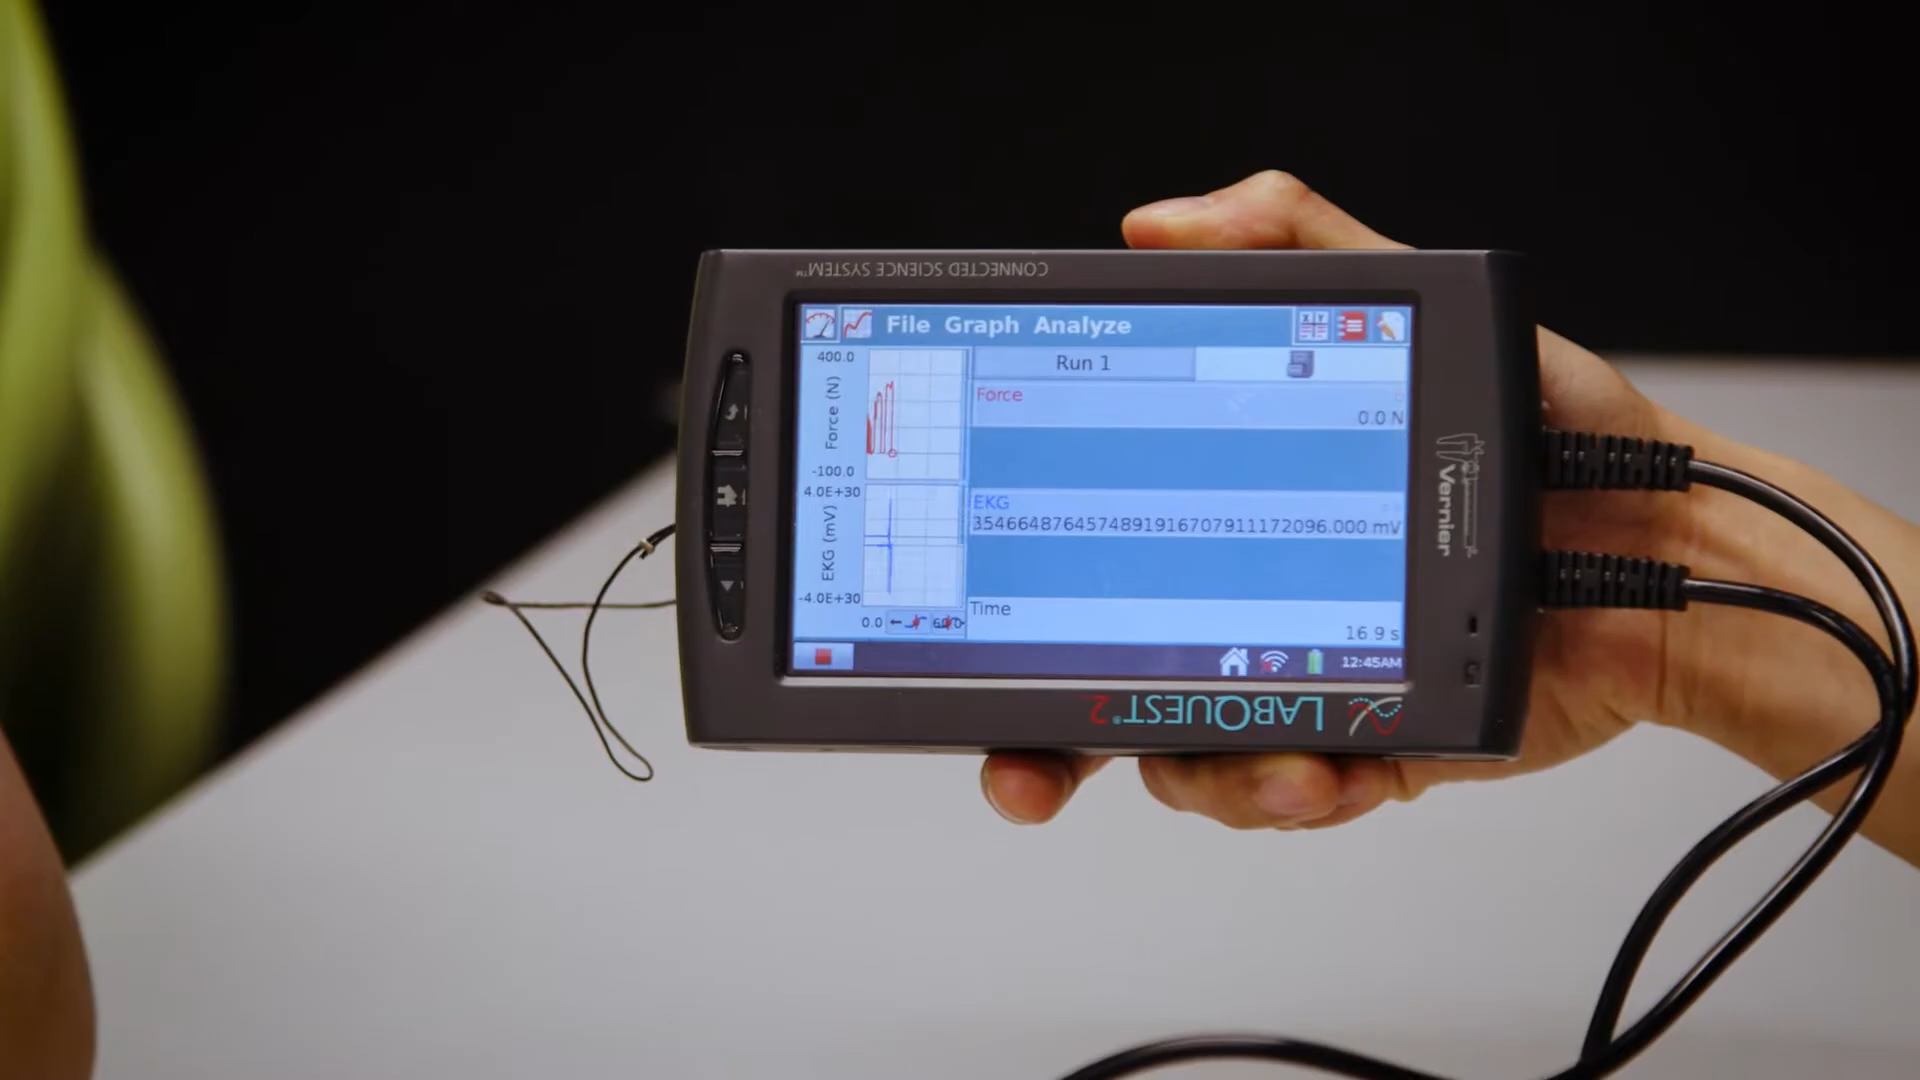 CONNECTED SCIENCE SYSTEM™
File Graph Analyze
400.0
Force (N)
-100.0
Run 1
Force
0.0 N
4.0E+30
EKG (mV)
-4.0E+30
EKG
3546648764574891916707911172096.000 mV
0.0
Time
16.9 s
12:45AM
LABQUEST® 2
Vernier